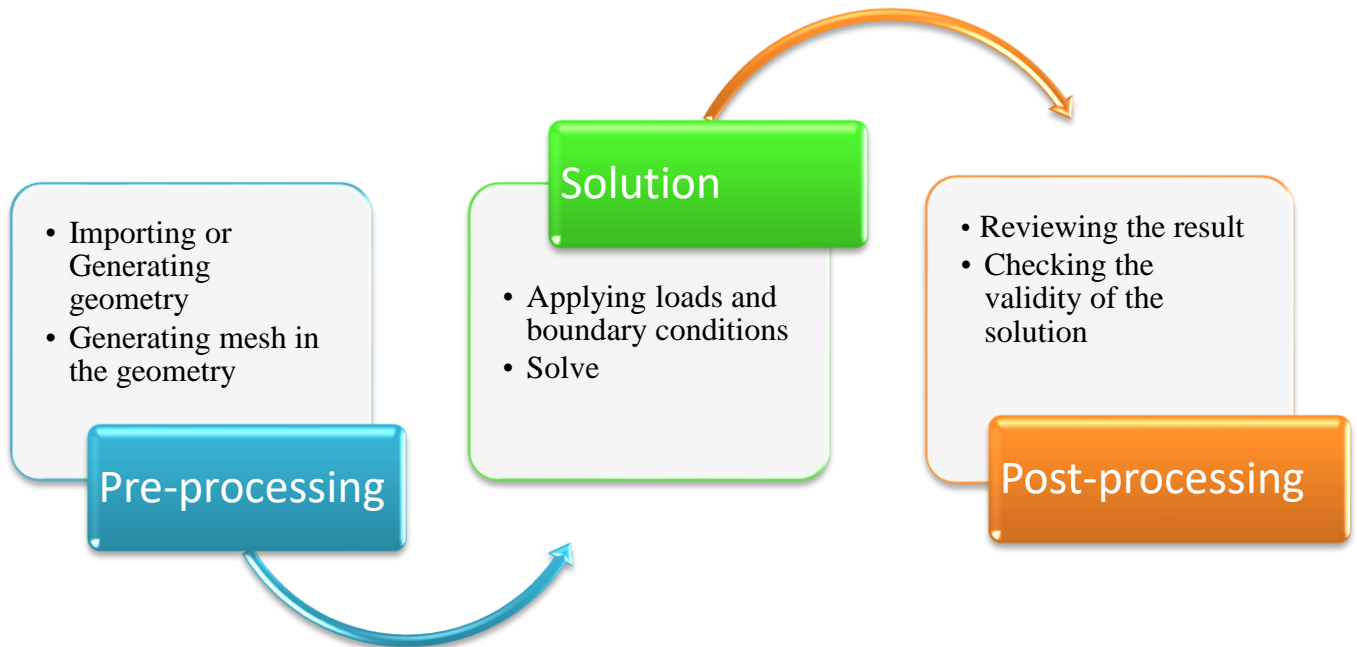 • Importing or
Generating
geometry
• Generating mesh in
the geometry
Pre-processing
Solution
• Applying loads and
boundary conditions
• Solve
• Reviewing the result
• Checking the
validity of the
solution
Post-processing